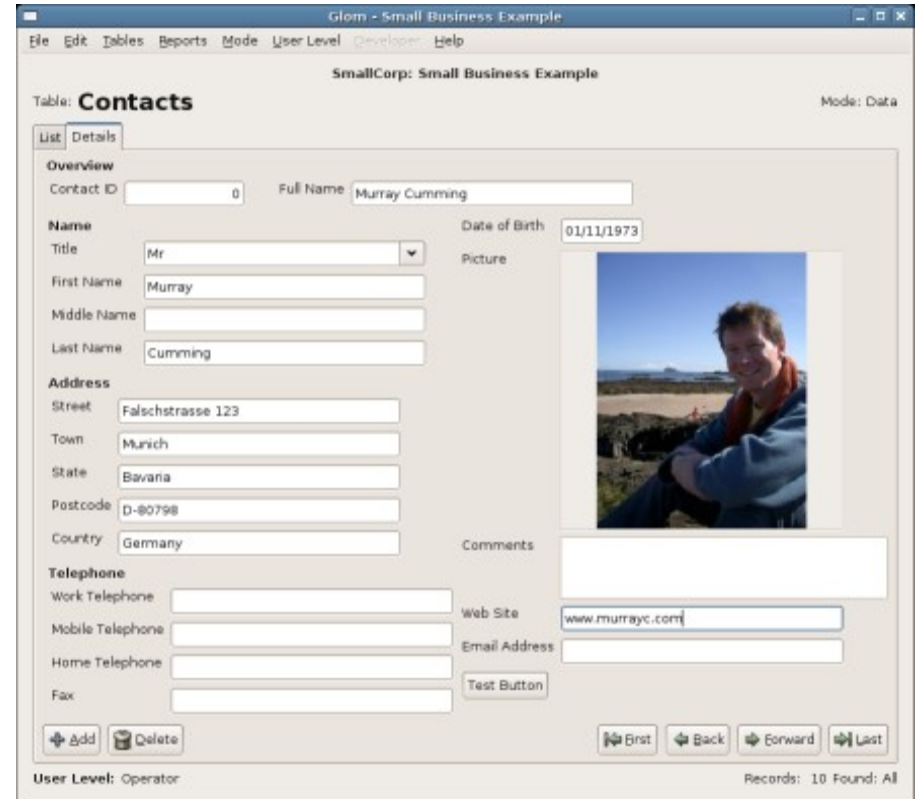 Glom - Small Business Example
File Edit Tables Reports Mode User Level Developer Help
SmallCorp: Small Business Example
Table: Contacts
Mode: Data
List Details
Overview
Contact ID 0 Full Name Murray Cumming
Name
Title Mr
First Name Murray
Middle Name
Last Name Cumming
Address
Street Falschstrasse 123
Town Munich
State Bavaria
Postcode D-80798
Country Germany
Telephone
Work Telephone
Mobile Telephone
Home Telephone
Fax
Date of Birth 01/11/1973
Picture
Comments
Web Site www.murrayc.com
Email Address
Test Button
Add Delete First Back Forward Last
User Level: Operator
Records: 10 Found: All